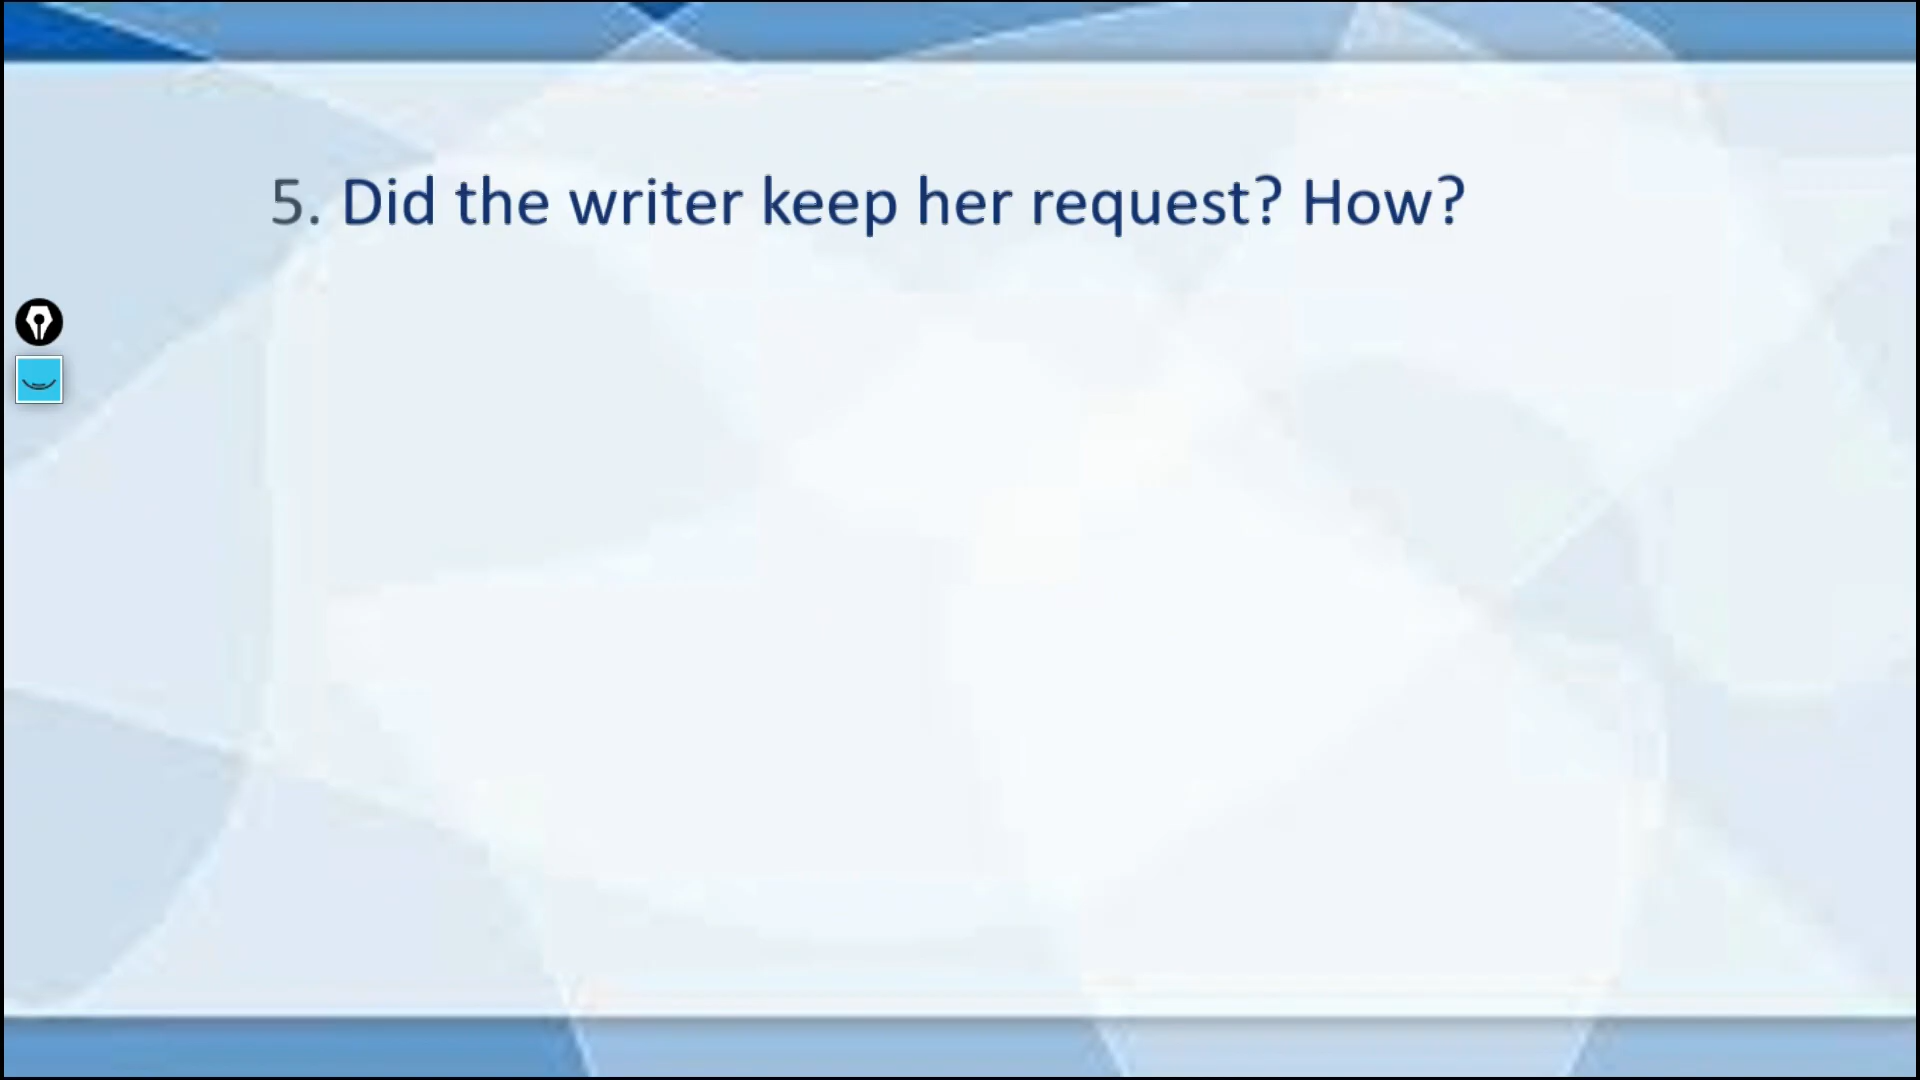 5. Did the writer keep her request? How?